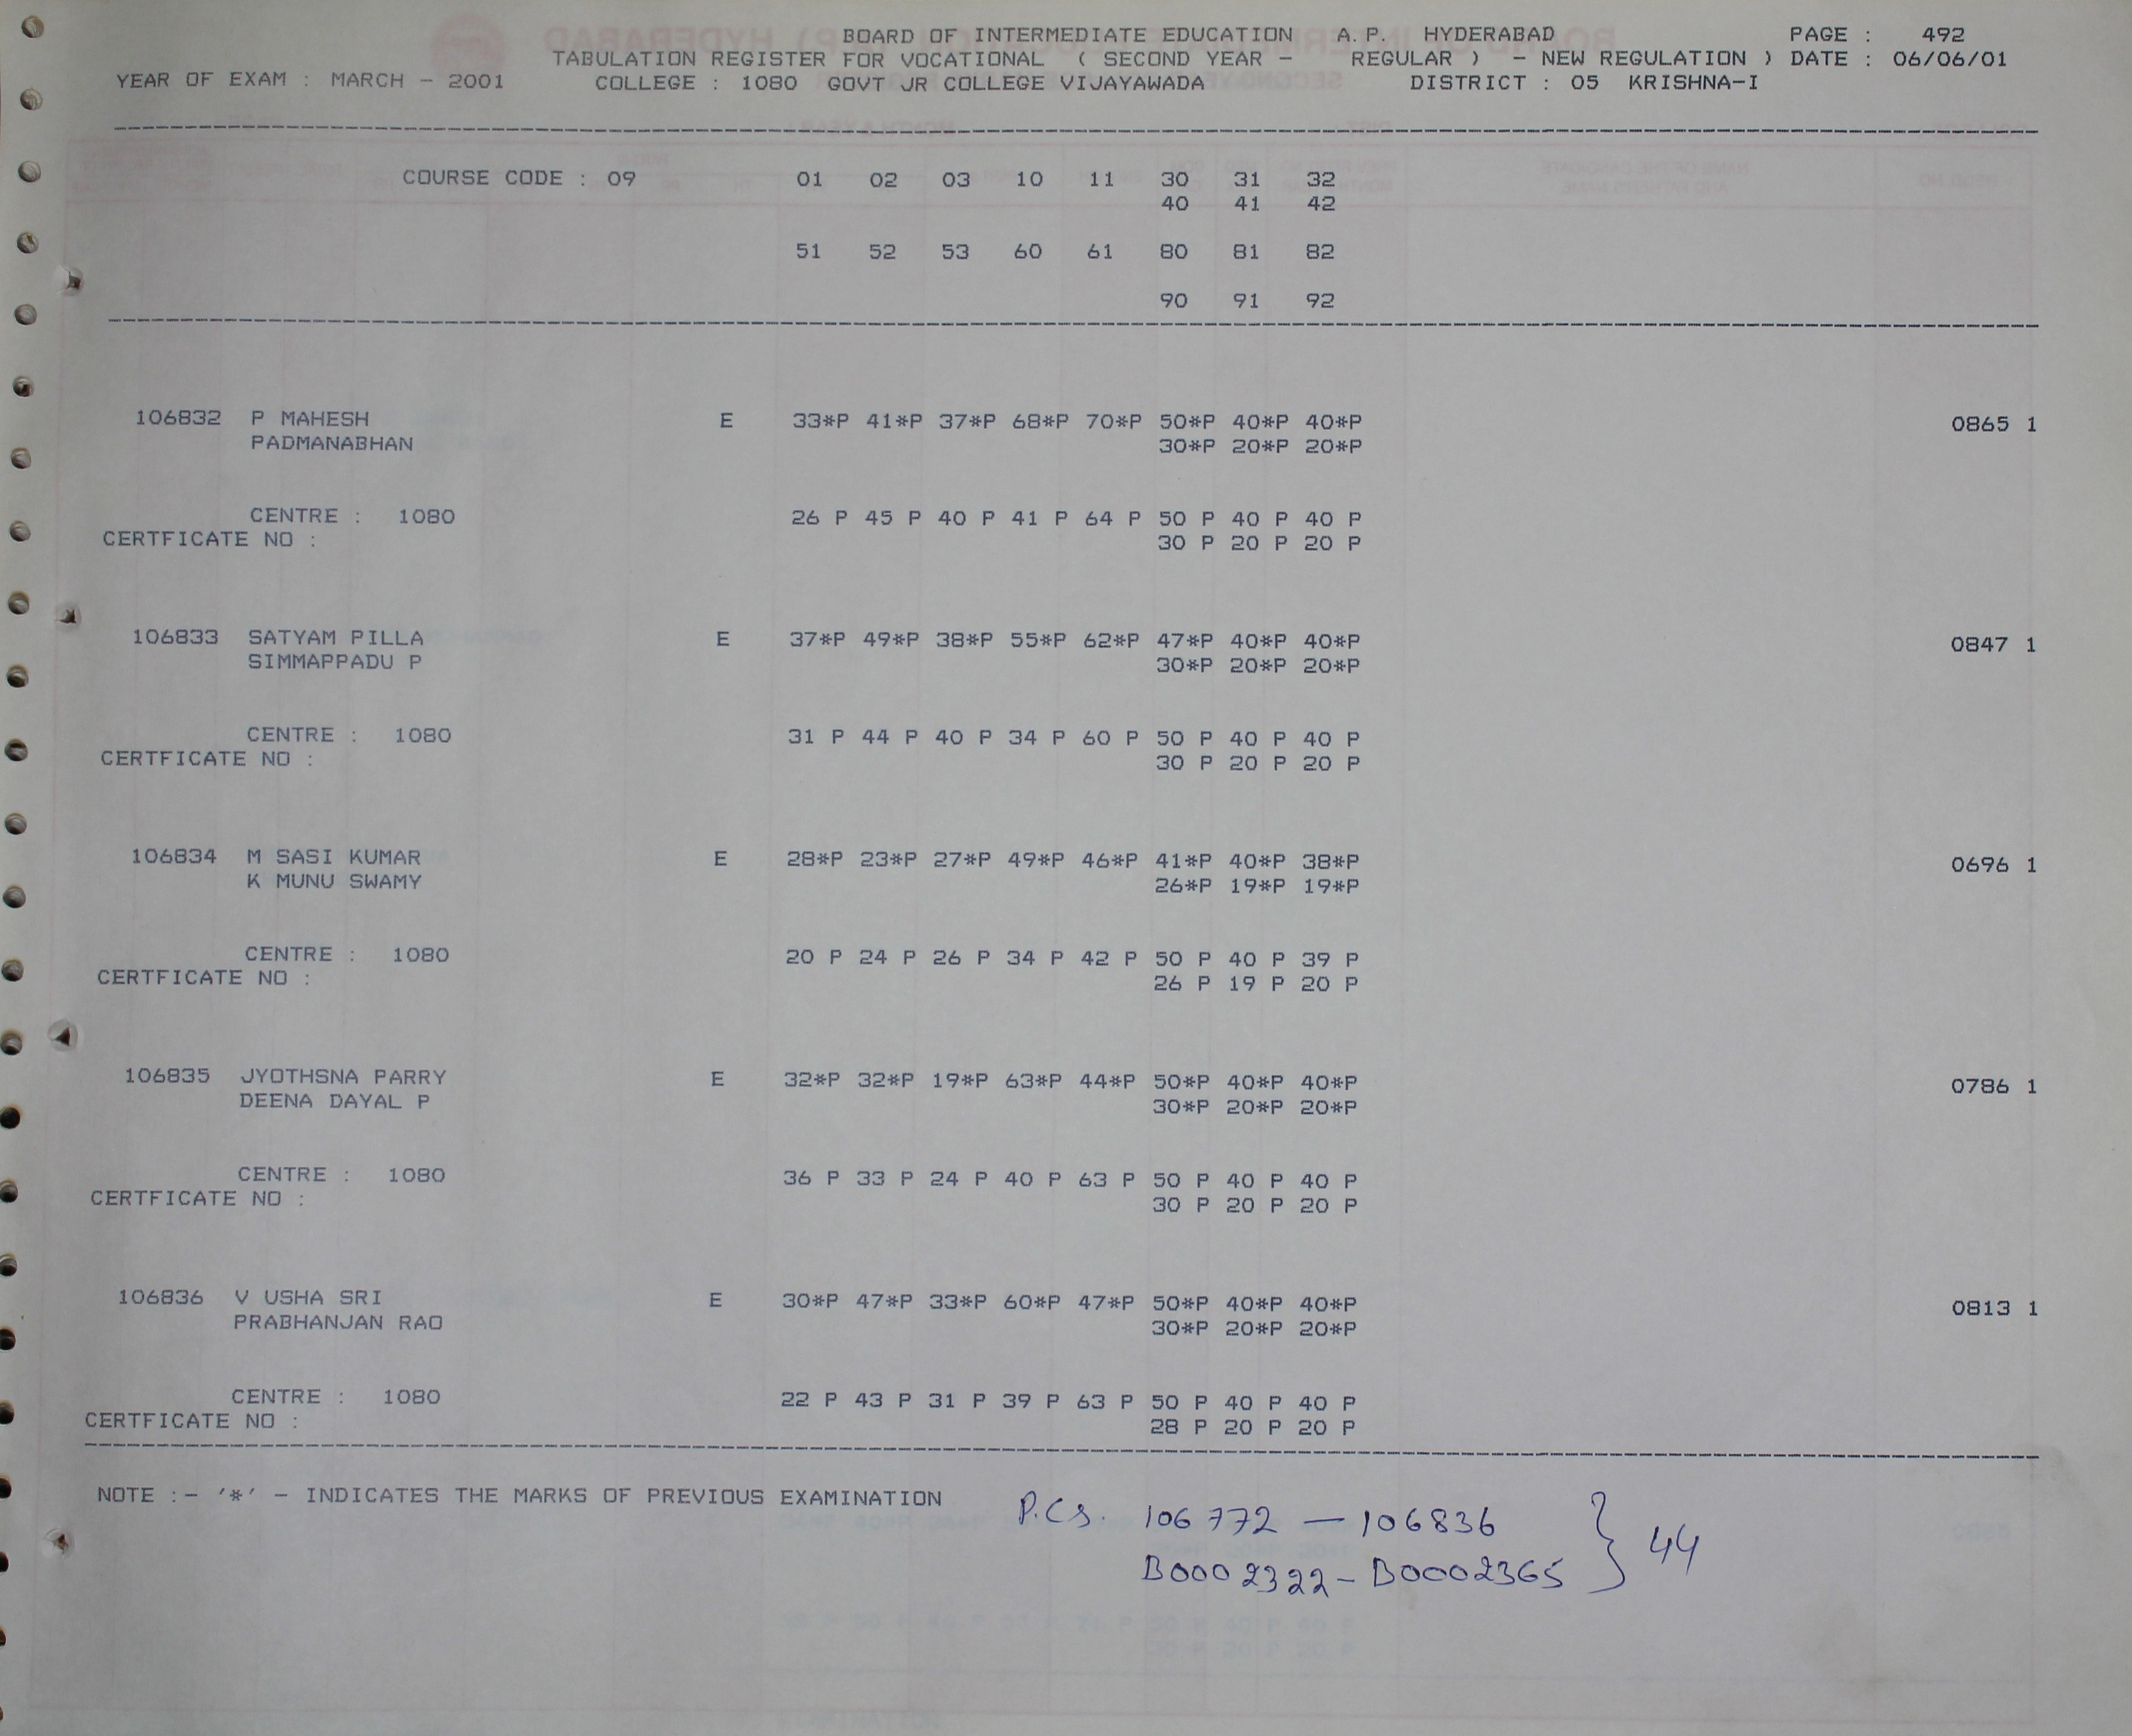 BOARD OF INTERMEDIATE EDUCATION A.P. HYDERABAD PAGE : 492
TABULATION REGISTER FOR VOCATIONAL ( SECOND YEAR - REGULAR ) - NEW REGULATION ) DATE : 06/06/01
YEAR OF EXAM : MARCH - 2001 COLLEGE : 1080 GOVT JR COLLEGE VIJAYAWADA DISTRICT : 05 KRISHNA-I
COURSE CODE : 09 01 02 03 10 11 30 31 32
40 41 42
51 52 53 60 61 80 81 82
90 91 92
106832 P MAHESH E 33*P 41*P 37*P 68*P 70*P 50*P 40*P 40*P 0865 1
PADMANABHAN 30*P 20*P 20*P
CENTRE : 1080 26 P 45 P 40 P 41 P 64 P 50 P 40 P 40 P
CERTFICATE NO : 30 P 20 P 20 P
106833 SATYAM PILLA E 37*P 49*P 38*P 55*P 62*P 47*P 40*P 40*P 0847 1
SIMMAPPADU P 30*P 20*P 20*P
CENTRE : 1080 31 P 44 P 40 P 34 P 60 P 50 P 40 P 40 P
CERTFICATE NO : 30 P 20 P 20 P
106834 M SASI KUMAR E 28*P 23*P 27*P 49*P 46*P 41*P 40*P 38*P 0696 1
K MUNU SWAMY 26*P 19*P 19*P
CENTRE : 1080 20 P 24 P 26 P 34 P 42 P 50 P 40 P 39 P
CERTFICATE NO : 26 P 19 P 20 P
106835 JYOTHSNA PARRY E 32*P 32*P 19*P 63*P 44*P 50*P 40*P 40*P 0786 1
DEENA DAYAL P 30*P 20*P 20*P
CENTRE : 1080 36 P 33 P 24 P 40 P 63 P 50 P 40 P 40 P
CERTFICATE NO : 30 P 20 P 20 P
106836 V USHA SRI E 30*P 47*P 33*P 60*P 47*P 50*P 40*P 40*P 0813 1
PRABHANJAN RAO 30*P 20*P 20*P
CENTRE : 1080 22 P 43 P 31 P 39 P 63 P 50 P 40 P 40 P
CERTFICATE NO : 28 P 20 P 20 P
NOTE :- '*' - INDICATES THE MARKS OF PREVIOUS EXAMINATION
P.Cs. 106772 — 106836 } 44
B0002322 - B0002365